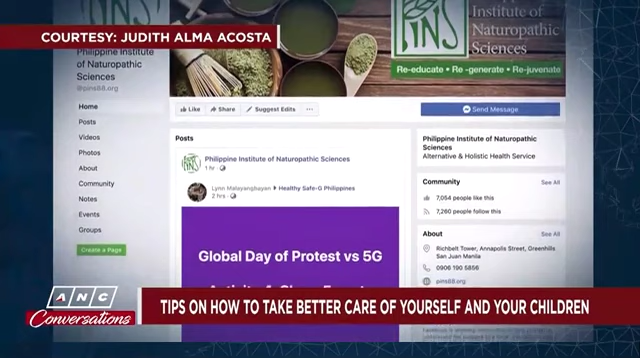 COURTESY: JUDITH ALMA ACOSTA
PiNS
Philippine
Institute of
Naturopathic
Sciences
Re-educate • Re-generate • Re-juvenate
Philippine Institute
of Naturopathic
Sciences
@pins88.org
Home
Posts
Videos
Photos
About
Community
Notes
Events
Groups
Create a Page
Like
Share
Suggest Edits
Send Message
Posts
Philippine Institute of Naturopathic Sciences
1 hr
Lynn Malayangbayan ▸ Healthy Safe-G Philippines
2 hrs
Global Day of Protest vs 5G
Philippine Institute of Naturopathic
Sciences
Alternative & Holistic Health Service
Community See All
7,054 people like this
7,260 people follow this
About See All
Richbelt Tower, Annapolis Street, Greenhills
San Juan Manila
0906 190 5856
pins88.org
ANC
Conversations
TIPS ON HOW TO TAKE BETTER CARE OF YOURSELF AND YOUR CHILDREN